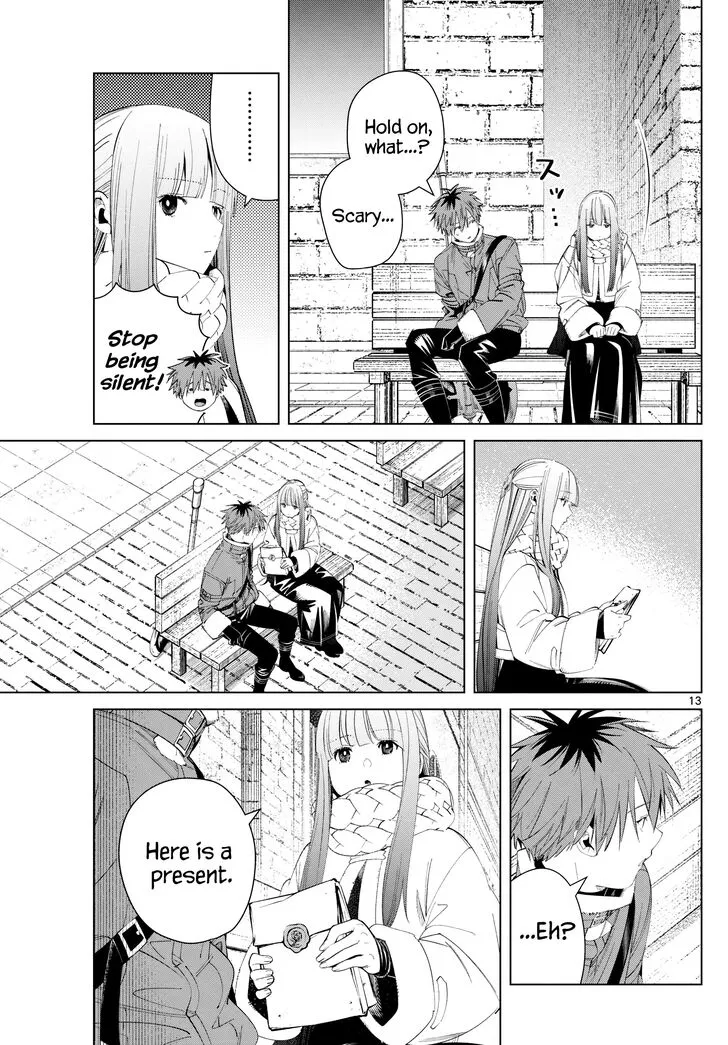 Hold on,
what...?
Scary...
スッ…
.........
Stop
being
silent!
13
...Eh?
Here is a
present.